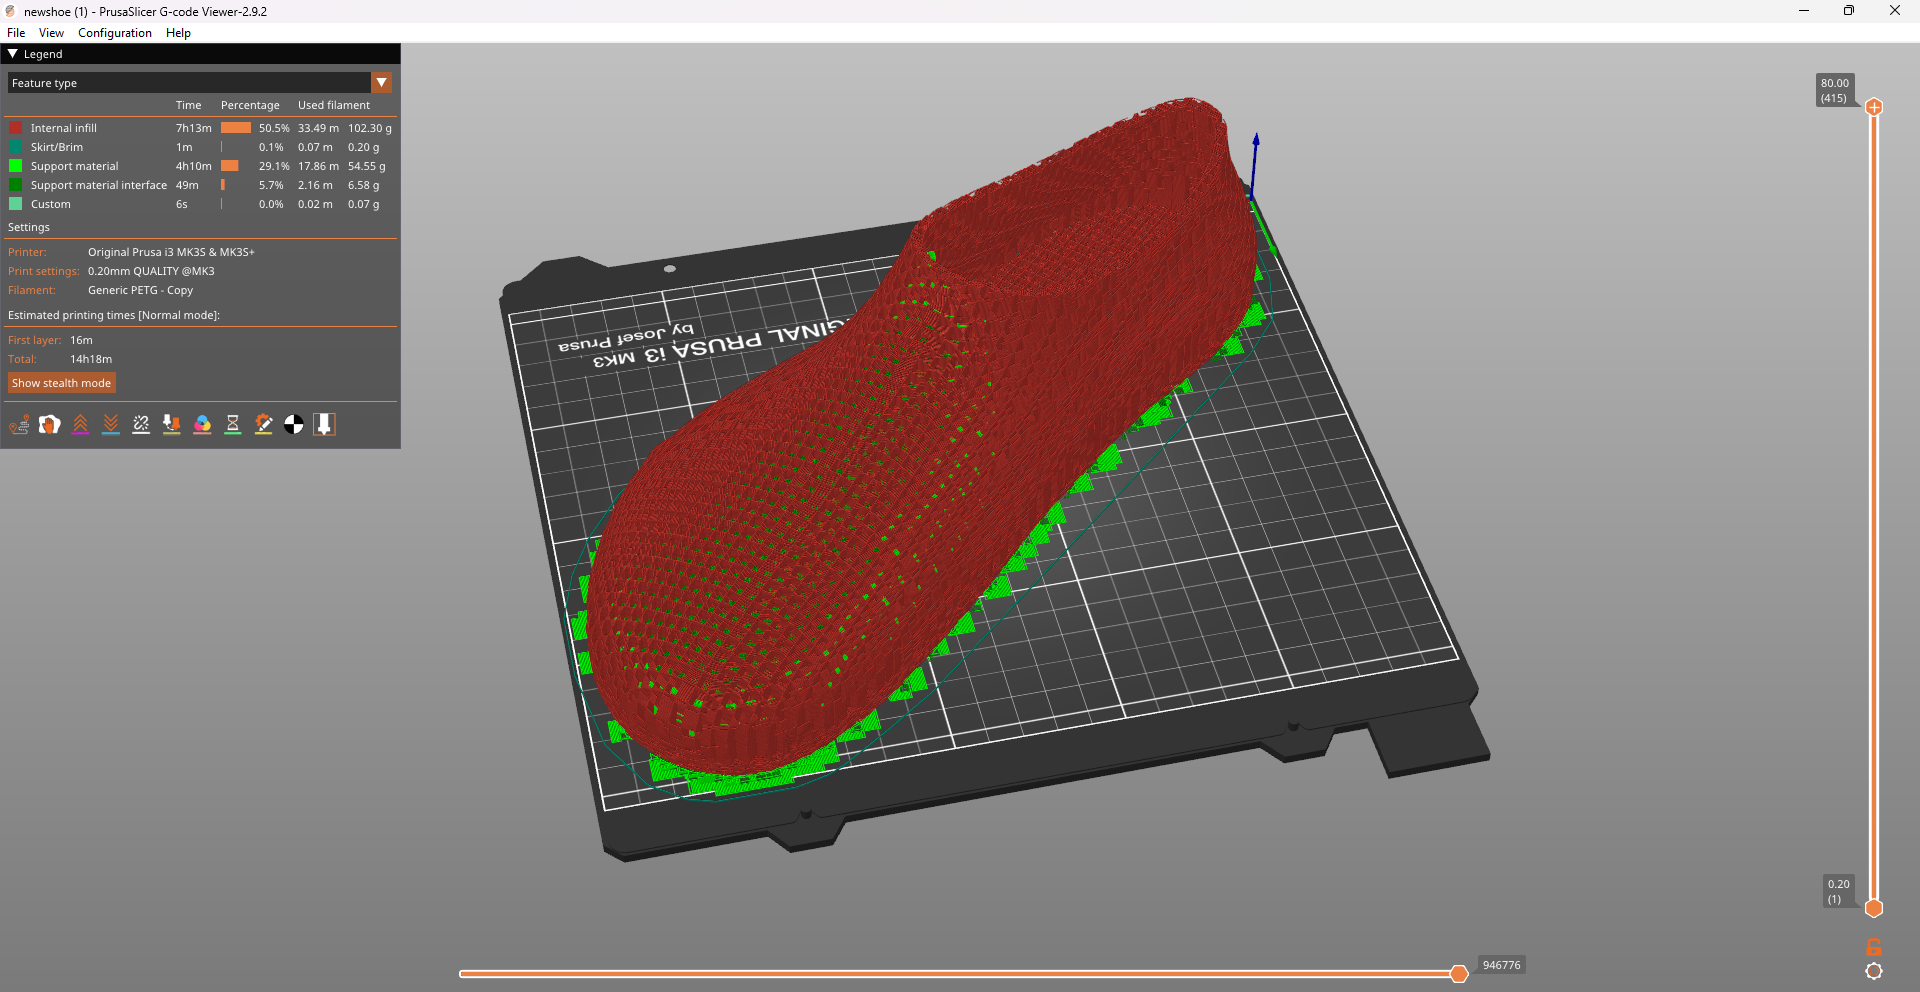 newshoe (1) - PrusaSlicer G-code Viewer-2.9.2
File View Configuration Help
Legend
Feature type
Time Percentage Used filament
Internal infill 7h13m 50.5% 33.49 m 102.30 g
Skirt/Brim 1m 0.1% 0.07 m 0.20 g
Support material 4h10m 29.1% 17.86 m 54.55 g
Support material interface 49m 5.7% 2.16 m 6.58 g
Custom 6s 0.0% 0.02 m 0.07 g
Settings
Printer: Original Prusa i3 MK3S & MK3S+
Print settings: 0.20mm QUALITY @MK3
Filament: Generic PETG - Copy
Estimated printing times [Normal mode]:
First layer: 16m
Total: 14h18m
Show stealth mode
80.00
(415)
INAL PRUSA i3 MK3
by Josef Prusa
0.20
(1)
946776